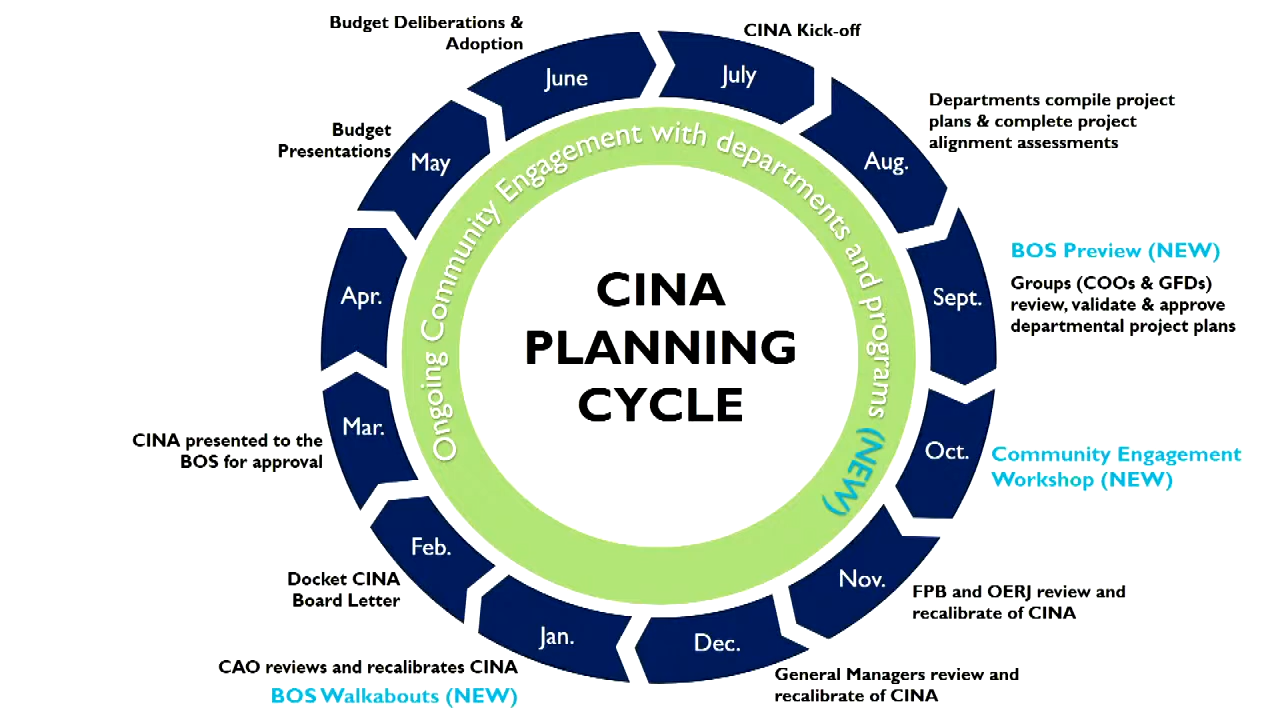 Budget Deliberations &
Adoption
June
July
CINA Kick-off
Aug.
Departments compile project
plans & complete project
alignment assessments
Sept.
BOS Preview (NEW)
Groups (COOs & GFDs)
review, validate & approve
departmental project plans
Oct.
Community Engagement
Workshop (NEW)
Nov.
FPB and OERJ review and
recalibrate of CINA
Dec.
General Managers review and
recalibrate of CINA
Jan.
CAO reviews and recalibrates CINA
BOS Walkabouts (NEW)
Feb.
Docket CINA
Board Letter
Mar.
CINA presented to the
BOS for approval
Apr.
May
Budget
Presentations
Ongoing Community Engagement with departments and programs (NEW)
CINA
PLANNING
CYCLE